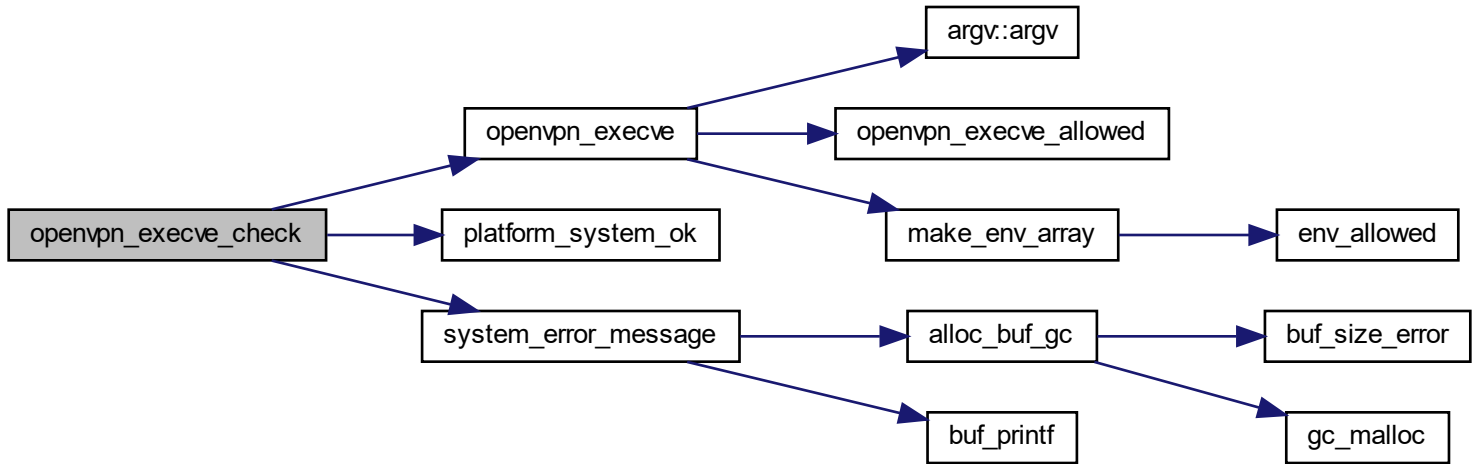 argv::argv
openvpn_execve
openvpn_execve_allowed
openvpn_execve_check
platform_system_ok
make_env_array
env_allowed
system_error_message
alloc_buf_gc
buf_size_error
buf_printf
gc_malloc